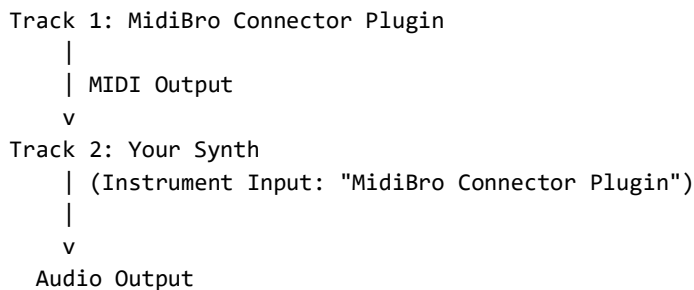 Track 1: MidiBro Connector Plugin
|
| MIDI Output
v
Track 2: Your Synth
| (Instrument Input: "MidiBro Connector Plugin")
|
v
Audio Output